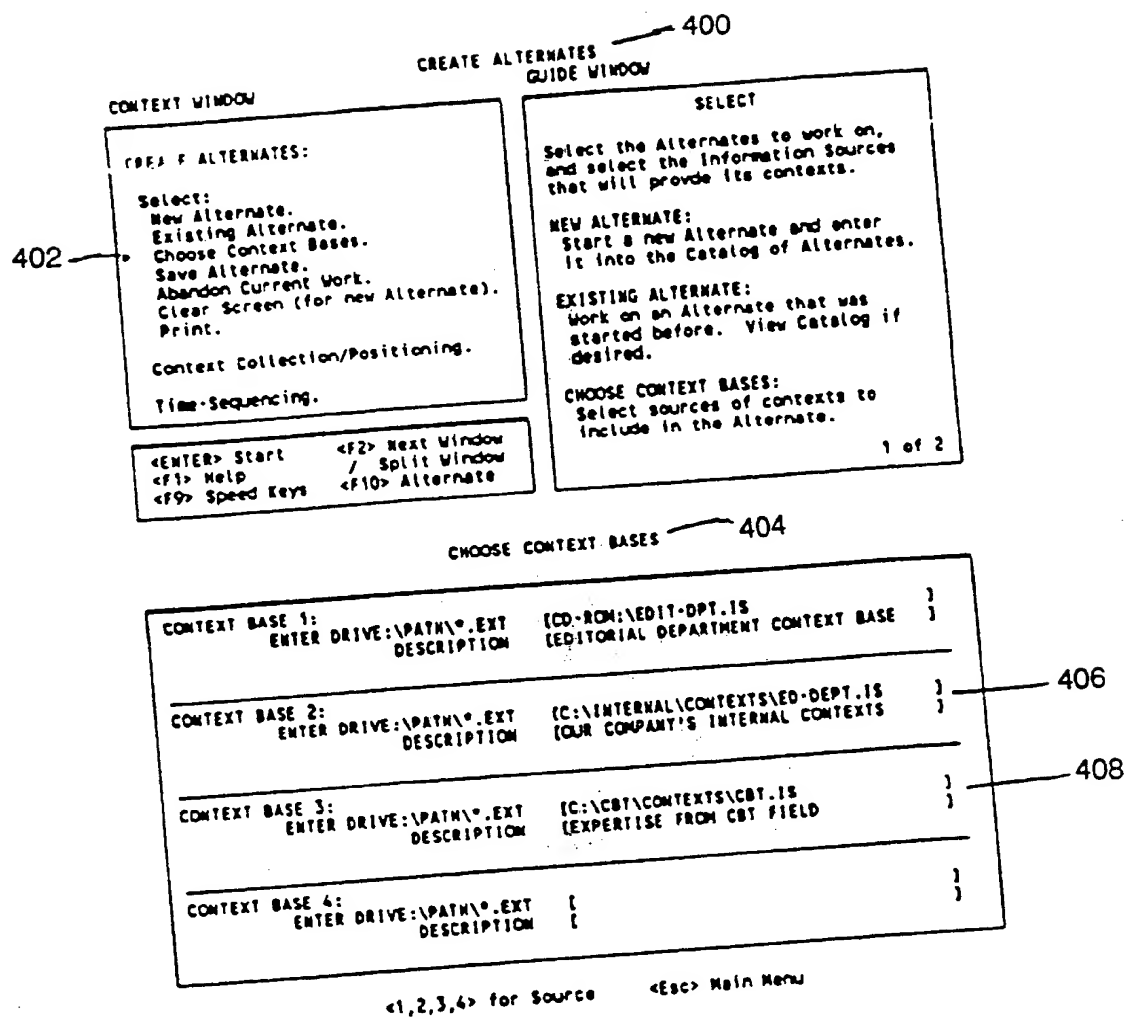 400
CREATE ALTERNATES
CONTEXT WINDOW
GUIDE WINDOW
ALTERNATES:
Select:
New Alternate.
Existing Alternate.
402
Choose Context Bases.
Save Alternate.
Abandon Current Work.
Clear Screen (for new Alternate).
Print.
Context Collection/Positioning.
Time-Sequencing.
<ENTER> Start <F2> Next Window
<F1> Help / Split Window
<F9> Speed Keys <F10> Alternate
SELECT
Select the Alternates to work on,
and select the Information Sources
that will provde its contexts.
NEW ALTERNATE:
Start a new Alternate and enter
it into the Catalog of Alternates.
EXISTING ALTERNATE:
Work on an Alternate that was
started before. View Catalog if
desired.
CHOOSE CONTEXT BASES:
Select sources of contexts to
include in the Alternate.
1 of 2
CHOOSE CONTEXT BASES 404
CONTEXT BASE 1:
ENTER DRIVE:\PATH\*.EXT [CD-ROM:\EDIT-DPT.IS ]
DESCRIPTION [EDITORIAL DEPARTMENT CONTEXT BASE ]
CONTEXT BASE 2:
ENTER DRIVE:\PATH\*.EXT [C:\INTERNAL\CONTEXTS\ED-DEPT.IS ] 406
DESCRIPTION [OUR COMPANY'S INTERNAL CONTEXTS ]
CONTEXT BASE 3:
ENTER DRIVE:\PATH\*.EXT [C:\CBT\CONTEXTS\CBT.IS ] 408
DESCRIPTION [EXPERTISE FROM CBT FIELD ]
CONTEXT BASE 4:
ENTER DRIVE:\PATH\*.EXT [ ]
DESCRIPTION [ ]
<1,2,3,4> for Source <Esc> Main Menu